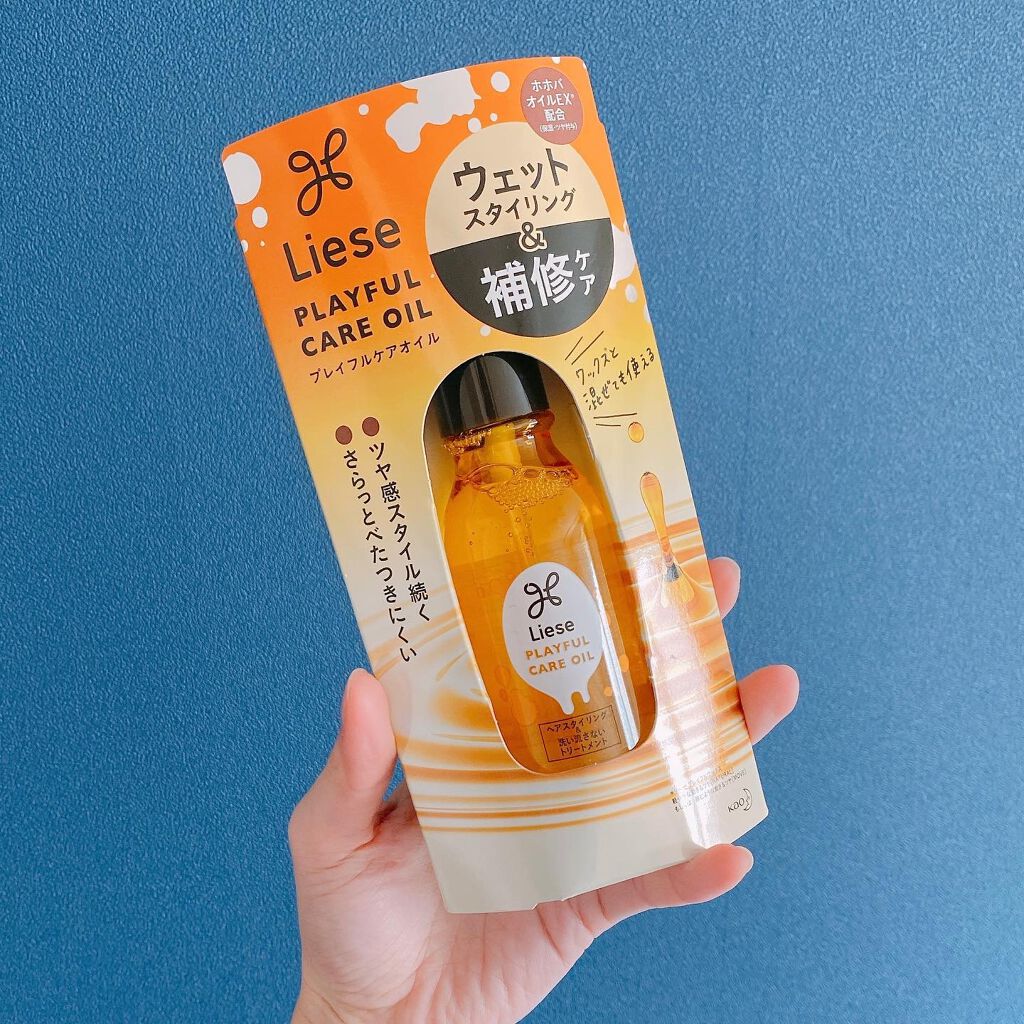 ホホバ
オイルEX*
配合
(保湿・ツヤ付与)
Liese
PLAYFUL
CARE OIL
プレイフルケアオイル
ウェット
スタイリング
&
補修ケア
ワックスと
混ぜても使える
ツヤ感スタイル続く
さらっとべたつきにくい
Liese
PLAYFUL
CARE OIL
ヘアスタイリング
&
洗い流さない
トリートメント
kao